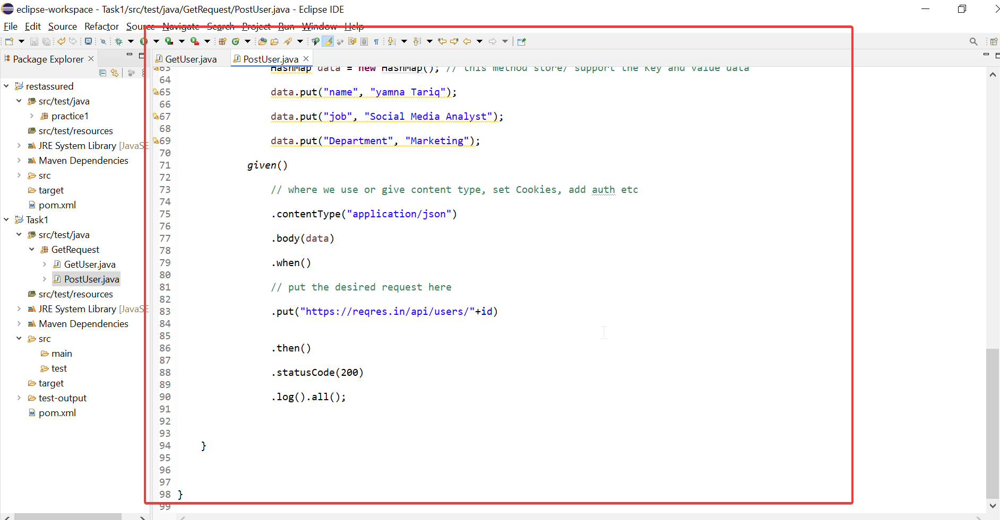 eclipse-workspace - Task1/src/test/java/GetRequest/PostUser.java - Eclipse IDE
File Edit Source Refactor Source Navigate Search Project Run Window Help
Package Explorer
GetUser.java
PostUser.java
restassured
src/test/java
practice1
src/test/resources
JRE System Library [JavaSE
Maven Dependencies
src
target
pom.xml
Task1
src/test/java
GetRequest
GetUser.java
PostUser.java
src/test/resources
JRE System Library [JavaSE
Maven Dependencies
src
main
test
target
test-output
pom.xml
63 HashMap data = new HashMap(); // this method store/ support the Key and value data
64
65 data.put("name", "yamna Tariq");
66
67 data.put("job", "Social Media Analyst");
68
69 data.put("Department", "Marketing");
70
71 given()
72
73 // where we use or give content type, set Cookies, add auth etc
74
75 .contentType("application/json")
76
77 .body(data)
78
79 .when()
80
81 // put the desired request here
82
83 .put("https://reqres.in/api/users/"+id)
84
85
86 .then()
87
88 .statusCode(200)
89
90 .log().all();
91
92
93
94 }
95
96
97
98 }
99